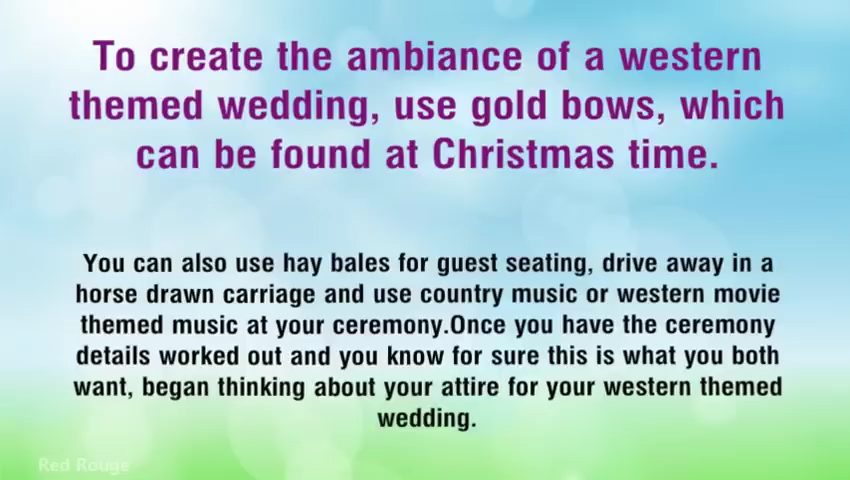 To create the ambiance of a western
themed wedding, use gold bows, which
can be found at Christmas time.
You can also use hay bales for guest seating, drive away in a
horse drawn carriage and use country music or western movie
themed music at your ceremony.Once you have the ceremony
details worked out and you know for sure this is what you both
want, began thinking about your attire for your western themed
wedding.
Red Rouge